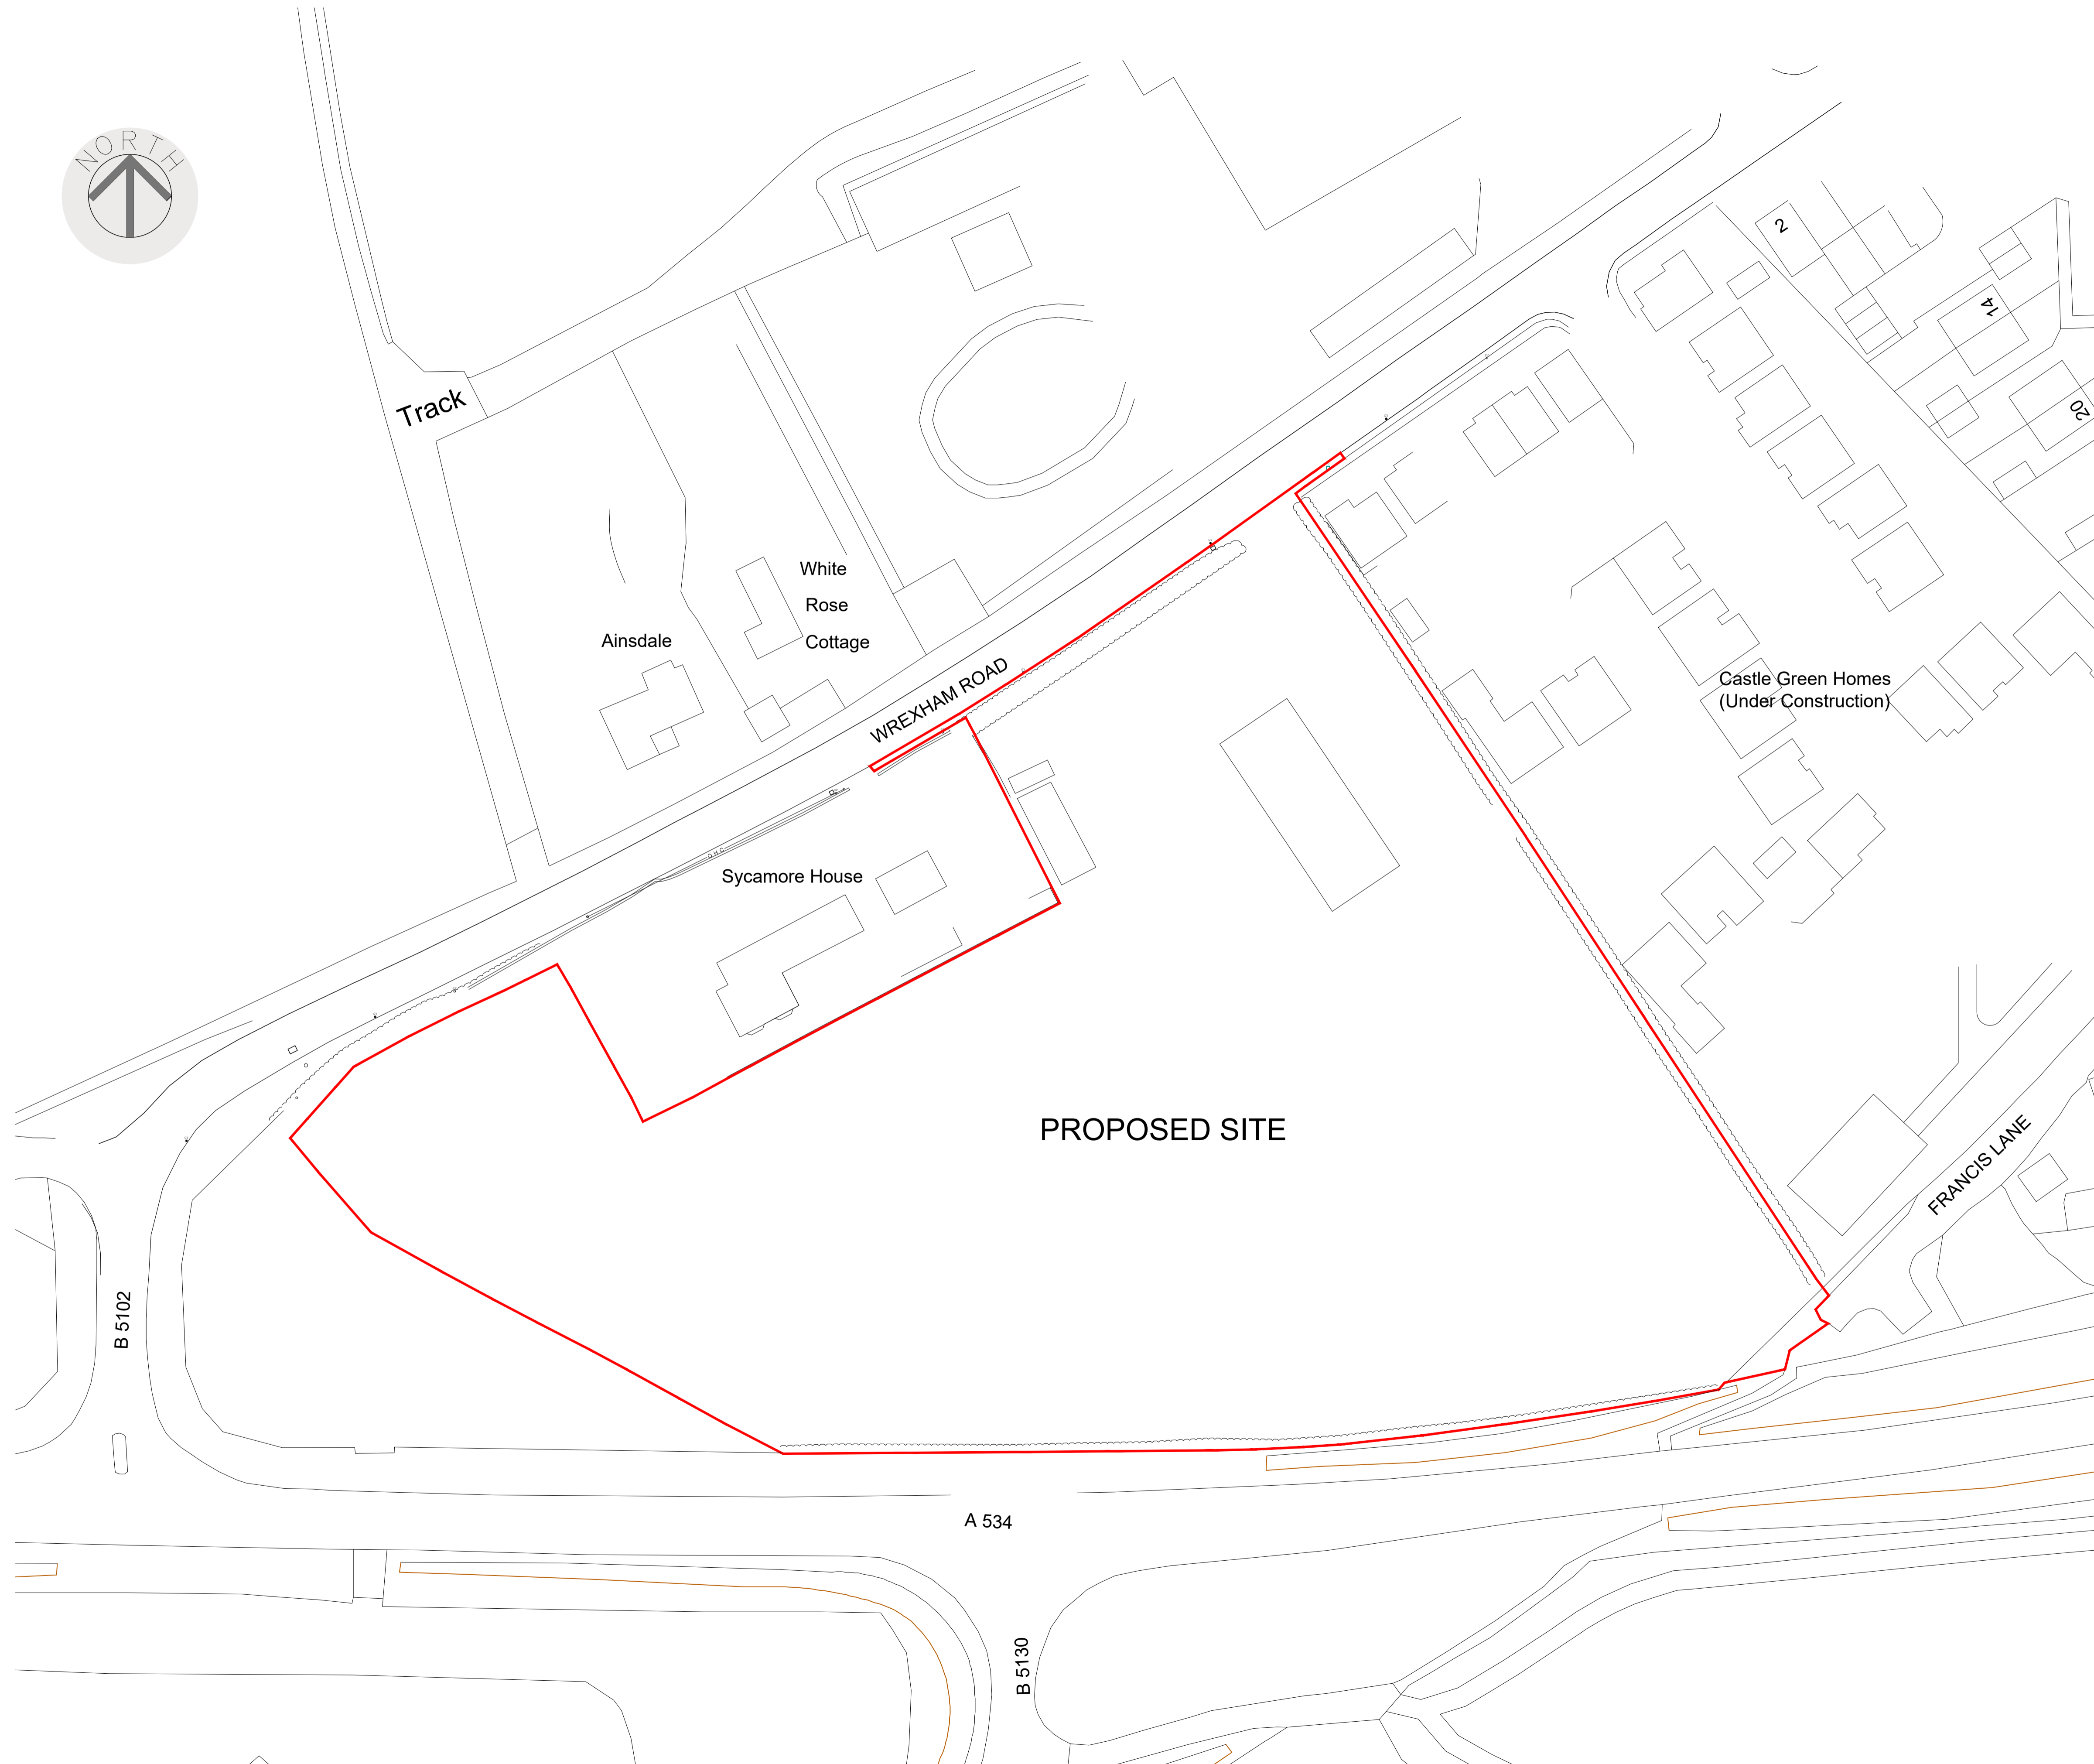 NORTH
2
14
20
Track
White
Rose
Cottage
Ainsdale
WREXHAM ROAD
Castle Green Homes
(Under Construction)
O H C
Sycamore House
PROPOSED SITE
FRANCIS LANE
B 5102
A 534
B 5130